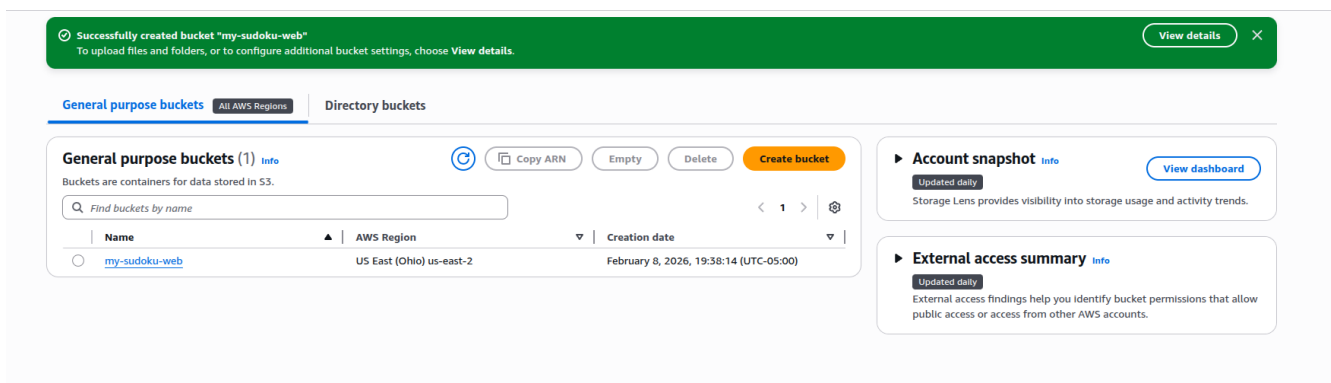 Successfully created bucket "my-sudoku-web"
To upload files and folders, or to configure additional bucket settings, choose View details.
View details
General purpose buckets All AWS Regions
Directory buckets
General purpose buckets (1) Info
Copy ARN
Empty
Delete
Create bucket
Buckets are containers for data stored in S3.
Find buckets by name
1
Name
AWS Region
Creation date
my-sudoku-web
US East (Ohio) us-east-2
February 8, 2026, 19:38:14 (UTC-05:00)
Account snapshot Info
Updated daily
View dashboard
Storage Lens provides visibility into storage usage and activity trends.
External access summary Info
Updated daily
External access findings help you identify bucket permissions that allow
public access or access from other AWS accounts.